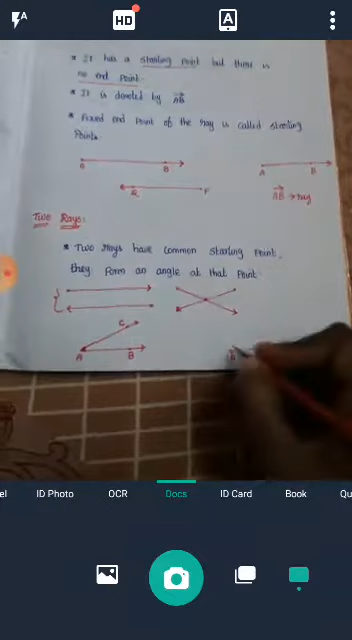 A
HD
A
* It has a starting point but there is
no end point.
* It is denoted by AB
* Fixed end point of the ray is called starting
point.
B
A B
R P
AB → ray
Two Rays:
* Two rays have common starting point,
they form an angle at that point
C
A B
ID Photo OCR Docs ID Card Book